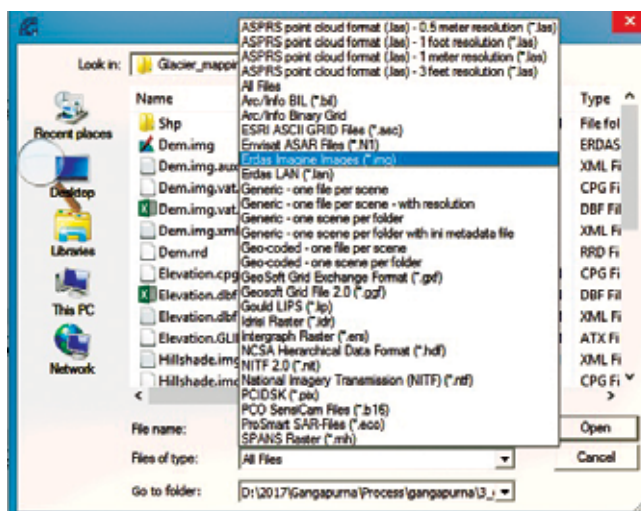 Look in: Glacier_mappin
Name
Type
Recent places
Desktop
Libraries
This PC
Network
Shp
Dem.img
Dem.img.aux
Dem.img.vat.
Dem.img.vat.
Dem.img.xml
Dem.rrd
Elevation.cpg
Elevation.dbf
Elevation.dbf
Elevation.GLI
Hillshade.img
Hillshade.img
ASPRS point cloud format (.las) - 0.5 meter resolution (*.las)
ASPRS point cloud format (.las) - 1 foot resolution (*.las)
ASPRS point cloud format (.las) - 1 meter resolution (*.las)
ASPRS point cloud format (.las) - 3 feet resolution (*.las)
All Files
Arc/Info BIL (*.bil)
Arc/Info Binary Grid
ESRI ASCII GRID Files (*.asc)
Envisat ASAR Files (*.N1)
Erdas Imagine Images (*.img)
Erdas LAN (*.lan)
Generic - one file per scene
Generic - one file per scene - with resolution
Generic - one scene per folder
Generic - one scene per folder with ini metadata file
Geo-coded - one file per scene
Geo-coded - one scene per folder
GeoSoft Grid Exchange Format (*.gxf)
Geosoft Grid File 2.0 (*.ggf)
Gould LIPS (*.lip)
Idrisi Raster (*.idr)
Intergraph Raster (*.ers)
NCSA Hierarchical Data Format (*.hdf)
NITF 2.0 (*.nit)
National Imagery Transmission (NITF) (*.ntf)
PCIDSK (*.pix)
PCO SensiCam Files (*.b16)
ProSmart SAR-Files (*.eco)
SPANS Raster (*.rnh)
File fol
ERDAS
XML Fi
CPG Fi
DBF Fil
XML Fi
RRD Fi
CPG Fi
DBF Fil
XML Fi
ATX Fi
XML Fi
CPG Fi
File name:
Open
Files of type: All Files
Cancel
Go to folder: D:\2017\Gangapurna\Process\gangapurna\3_